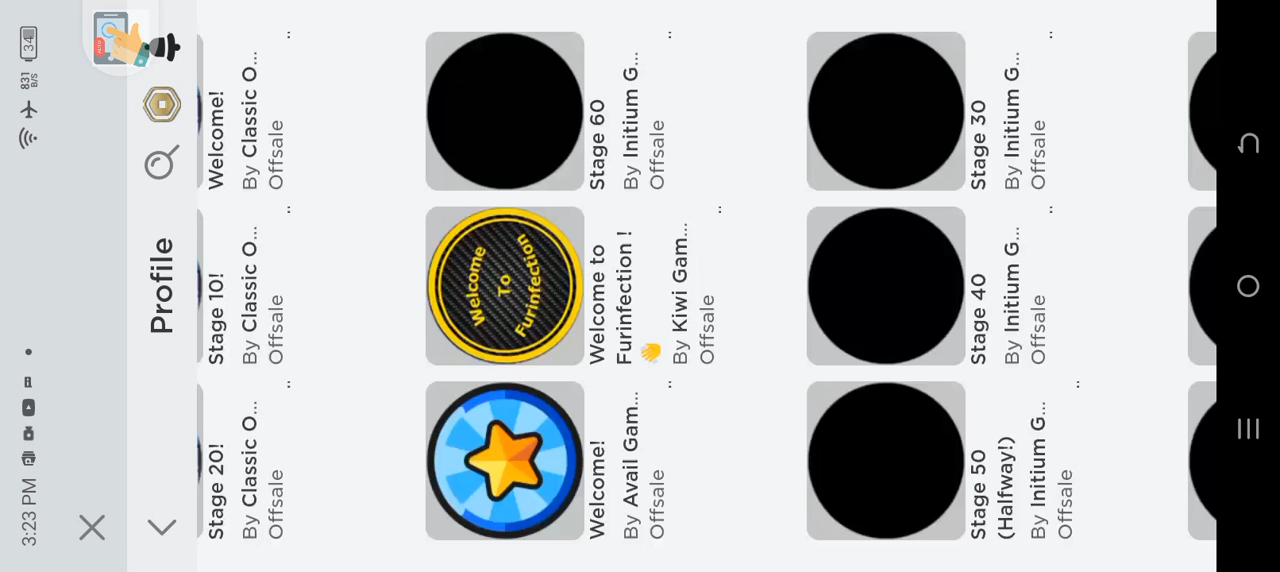 3:23 PM
831 B/S
34
Profile
Stage 20!
By Classic O...
Offsale
Stage 10!
By Classic O...
Offsale
Welcome!
By Classic O...
Offsale
Welcome!
By Avail Gam...
Offsale
Welcome
To
Furinfection
Welcome to
Furinfection !
👋
By Kiwi Gam...
Offsale
Stage 60
By Initium G...
Offsale
Stage 50
(Halfway!)
By Initium G...
Offsale
Stage 40
By Initium G...
Offsale
Stage 30
By Initium G...
Offsale